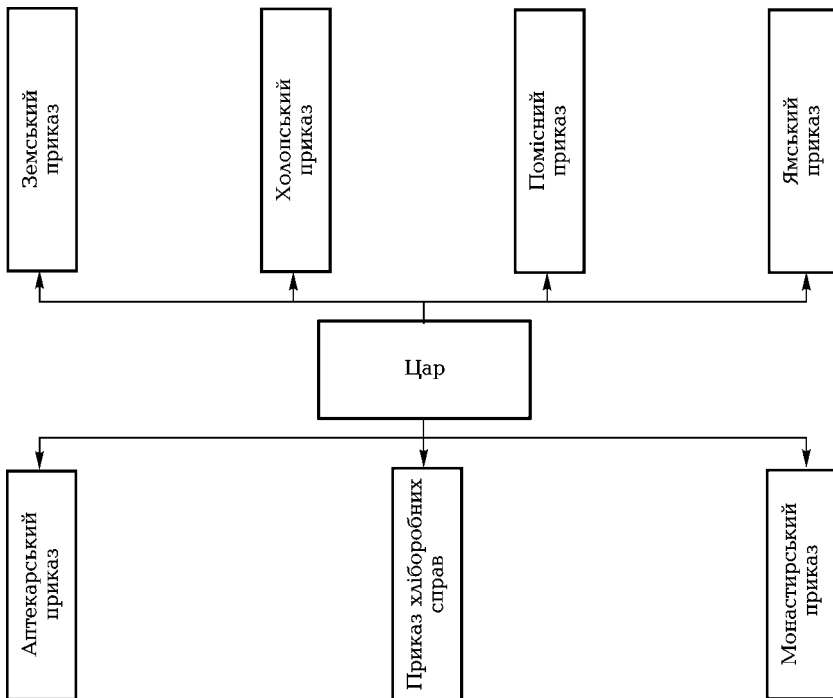 Земський
приказ
Холопський
приказ
Помісний
приказ
Ямський
приказ
Цар
Аптекарський
приказ
Приказ хліборобних
справ
Монастирський
приказ